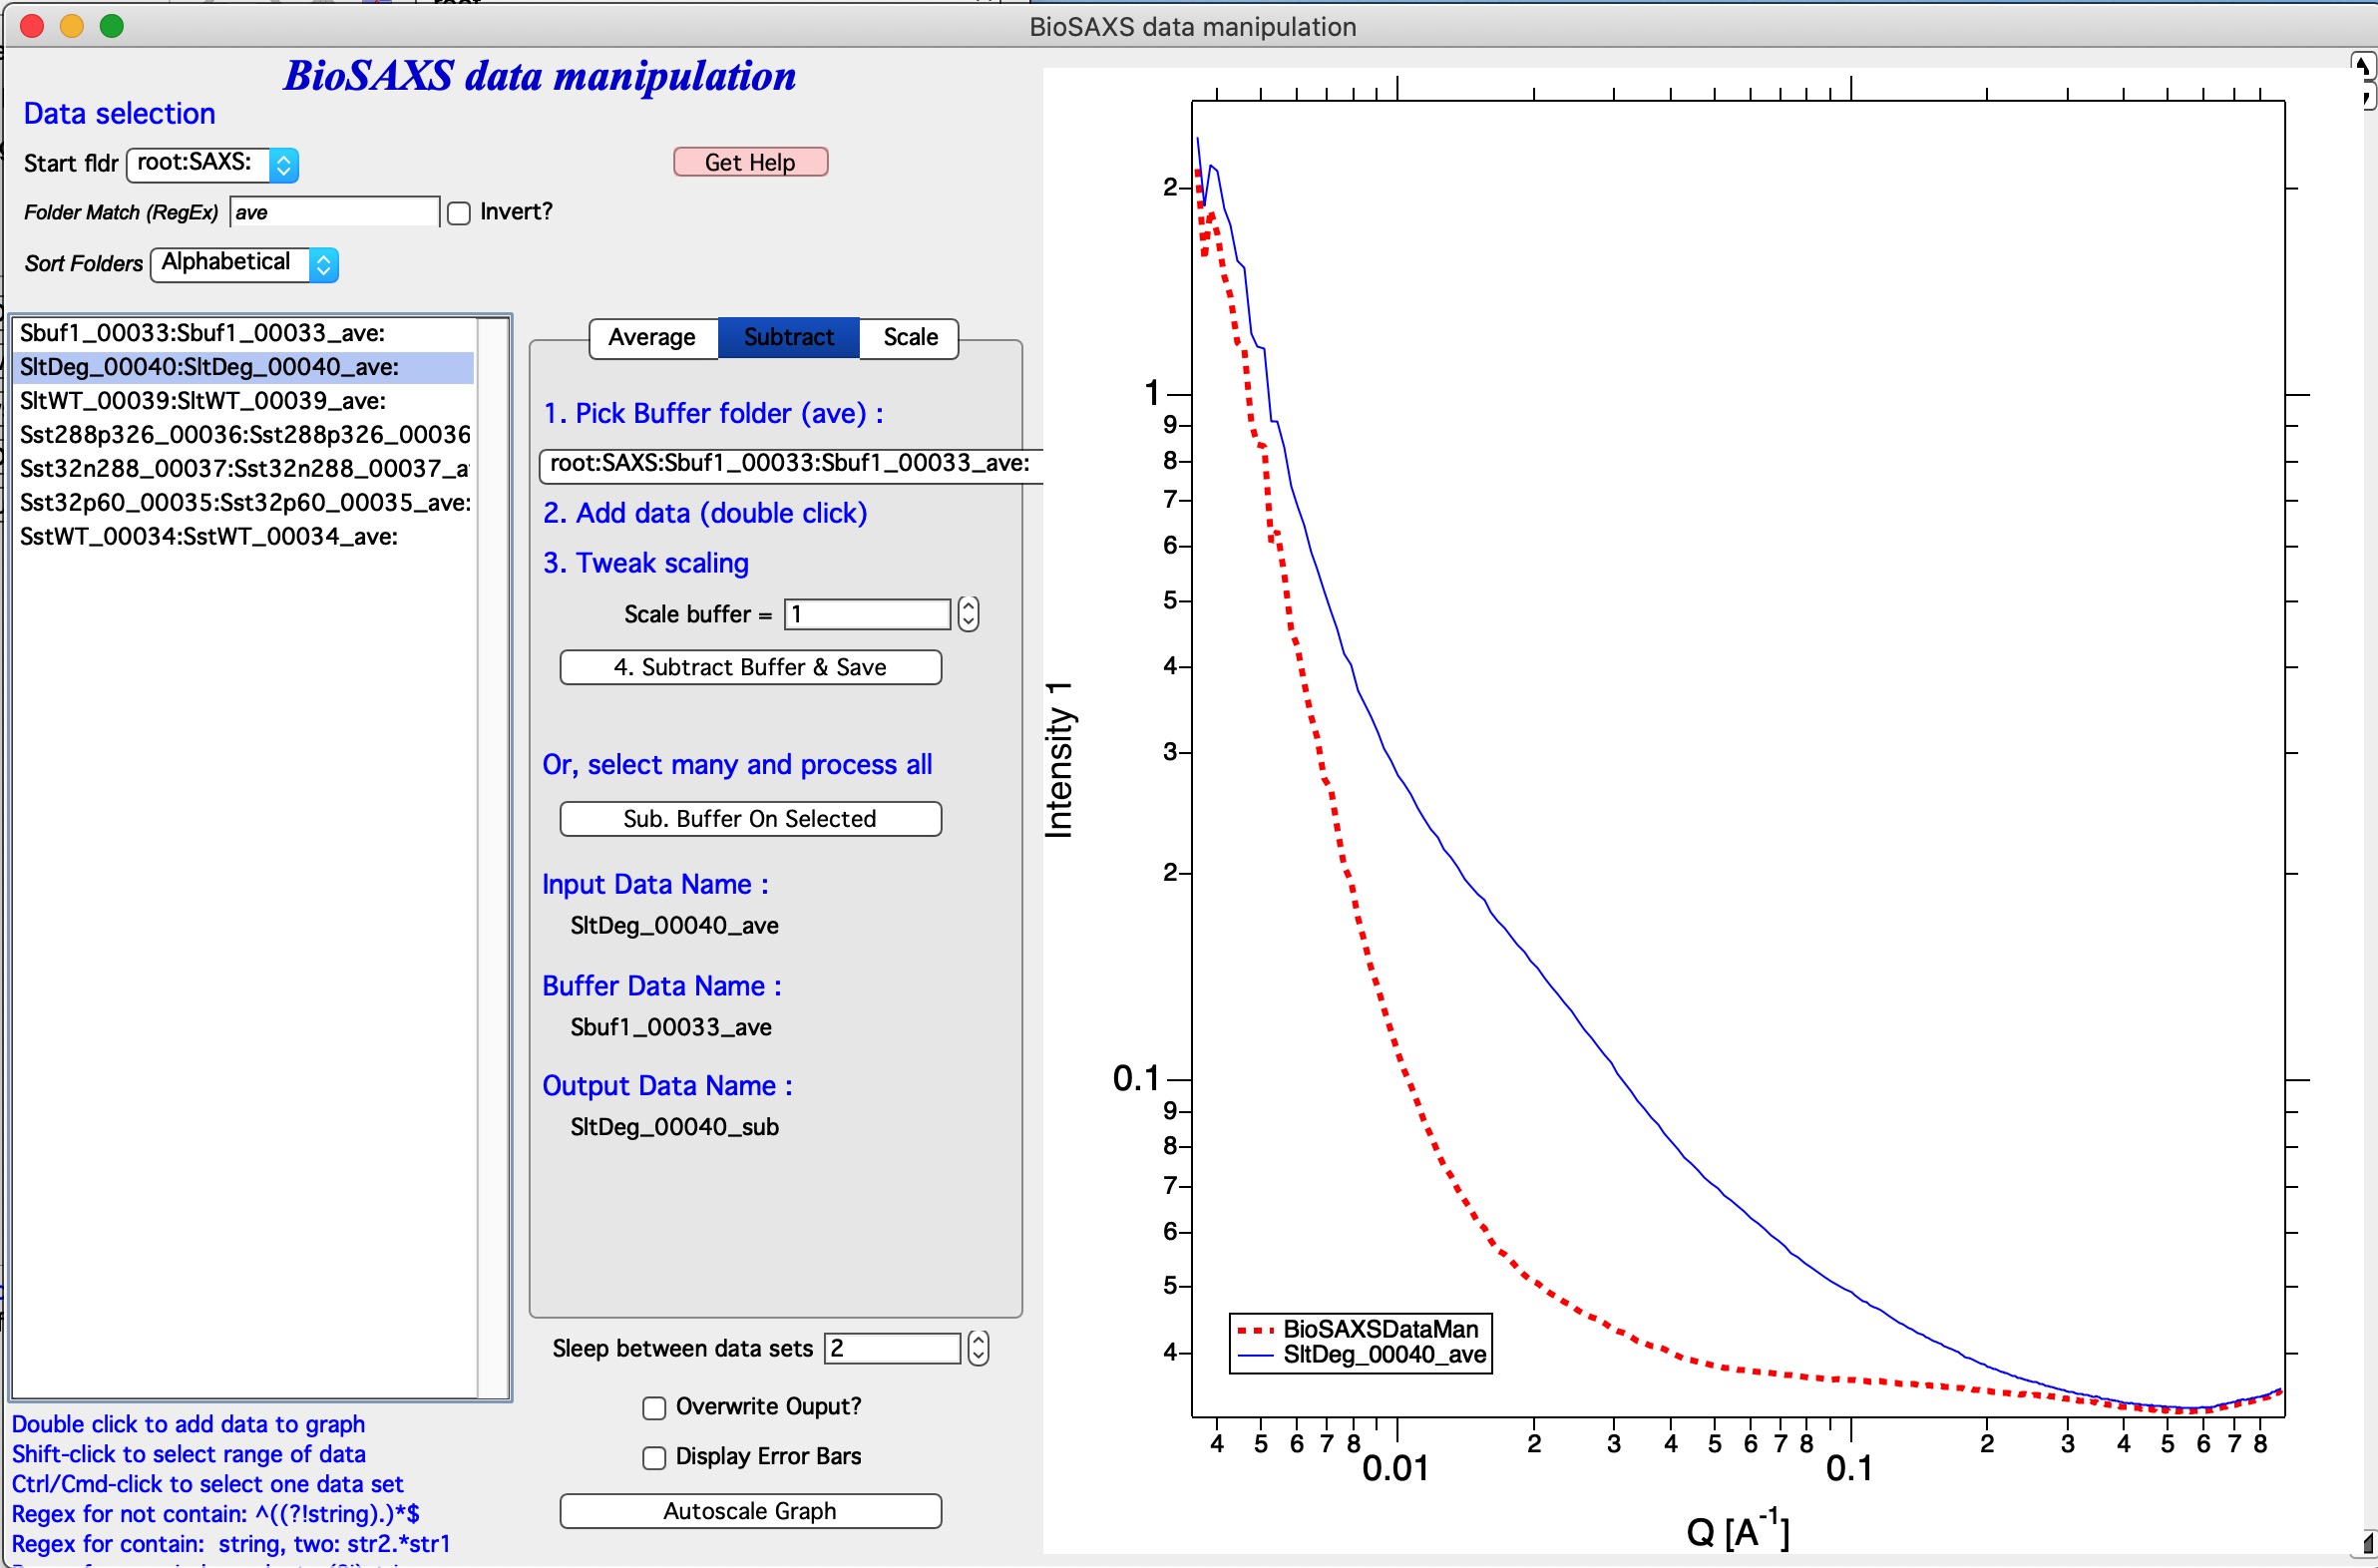 BioSAXS data manipulation
BioSAXS data manipulation
Data selection
Start fldr root:SAXS:
Get Help
Folder Match (RegEx) ave Invert?
Sort Folders Alphabetical
Sbuf1_00033:Sbuf1_00033_ave:
SltDeg_00040:SltDeg_00040_ave:
SltWT_00039:SltWT_00039_ave:
Sst288p326_00036:Sst288p326_00036
Sst32n288_00037:Sst32n288_00037_a
Sst32p60_00035:Sst32p60_00035_ave:
SstWT_00034:SstWT_00034_ave:
Double click to add data to graph
Shift-click to select range of data
Ctrl/Cmd-click to select one data set
Regex for not contain: ^((?!string).)*$
Regex for contain: string, two: str2.*str1
Average Subtract Scale
1. Pick Buffer folder (ave) :
root:SAXS:Sbuf1_00033:Sbuf1_00033_ave:
2. Add data (double click)
3. Tweak scaling
Scale buffer = 1
4. Subtract Buffer & Save
Or, select many and process all
Sub. Buffer On Selected
Input Data Name :
SltDeg_00040_ave
Buffer Data Name :
Sbuf1_00033_ave
Output Data Name :
SltDeg_00040_sub
Sleep between data sets 2
Overwrite Ouput?
Display Error Bars
Autoscale Graph
Intensity 1
2
1
9
8
7
6
5
4
3
2
0.1
9
8
7
6
5
4
BioSAXSDataMan
SltDeg_00040_ave
4 5 6 7 8 2 3 4 5 6 7 8 2 3 4 5 6 7 8
0.01 0.1
Q [A⁻¹]